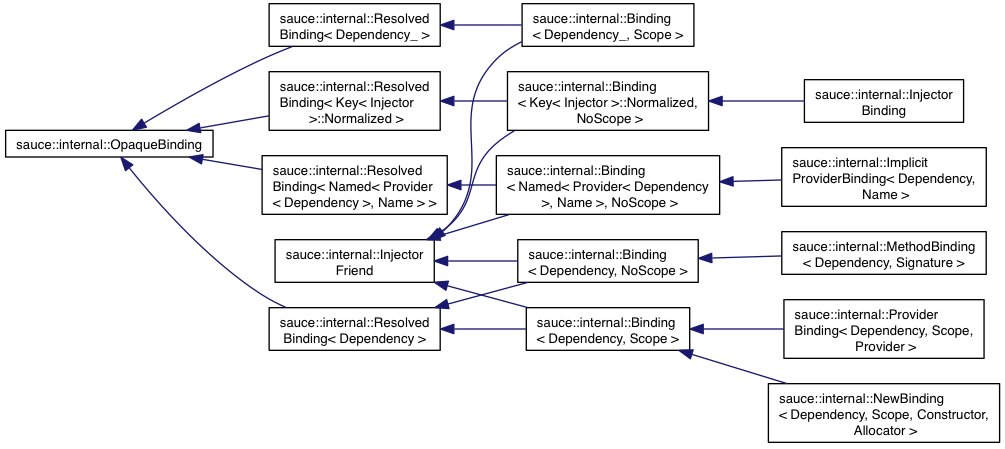 sauce::internal::Resolved
Binding< Dependency_ >
sauce::internal::Binding
< Dependency_, Scope >
sauce::internal::Resolved
Binding< Key< Injector
>::Normalized >
sauce::internal::Binding
< Key< Injector >::Normalized,
NoScope >
sauce::internal::Injector
Binding
sauce::internal::OpaqueBinding
sauce::internal::Resolved
Binding< Named< Provider
< Dependency >, Name > >
sauce::internal::Binding
< Named< Provider< Dependency
>, Name >, NoScope >
sauce::internal::Implicit
ProviderBinding< Dependency,
Name >
sauce::internal::Injector
Friend
sauce::internal::Binding
< Dependency, NoScope >
sauce::internal::MethodBinding
< Dependency, Signature >
sauce::internal::Resolved
Binding< Dependency >
sauce::internal::Binding
< Dependency, Scope >
sauce::internal::Provider
Binding< Dependency, Scope,
Provider >
sauce::internal::NewBinding
< Dependency, Scope, Constructor,
Allocator >